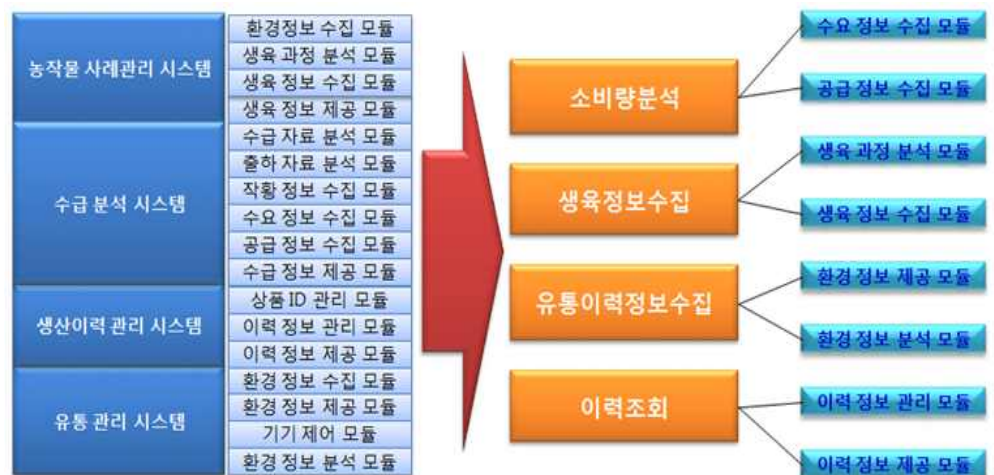 농작물 사례관리 시스템
환경정보 수집 모듈
생육 과정 분석 모듈
생육 정보 수집 모듈
생육 정보 제공 모듈
수급 분석 시스템
수급 자료 분석 모듈
출하 자료 분석 모듈
작황 정보 수집 모듈
수요 정보 수집 모듈
공급 정보 수집 모듈
수급 정보 제공 모듈
생산이력 관리 시스템
상품 ID 관리 모듈
이력 정보 관리 모듈
이력 정보 제공 모듈
유통 관리 시스템
환경 정보 수집 모듈
환경 정보 제공 모듈
기기 제어 모듈
환경 정보 분석 모듈
소비량분석
수요 정보 수집 모듈
공급 정보 수집 모듈
생육정보수집
생육 과정 분석 모듈
생육 정보 수집 모듈
유통이력정보수집
환경 정보 제공 모듈
환경 정보 분석 모듈
이력조회
이력 정보 관리 모듈
이력 정보 제공 모듈